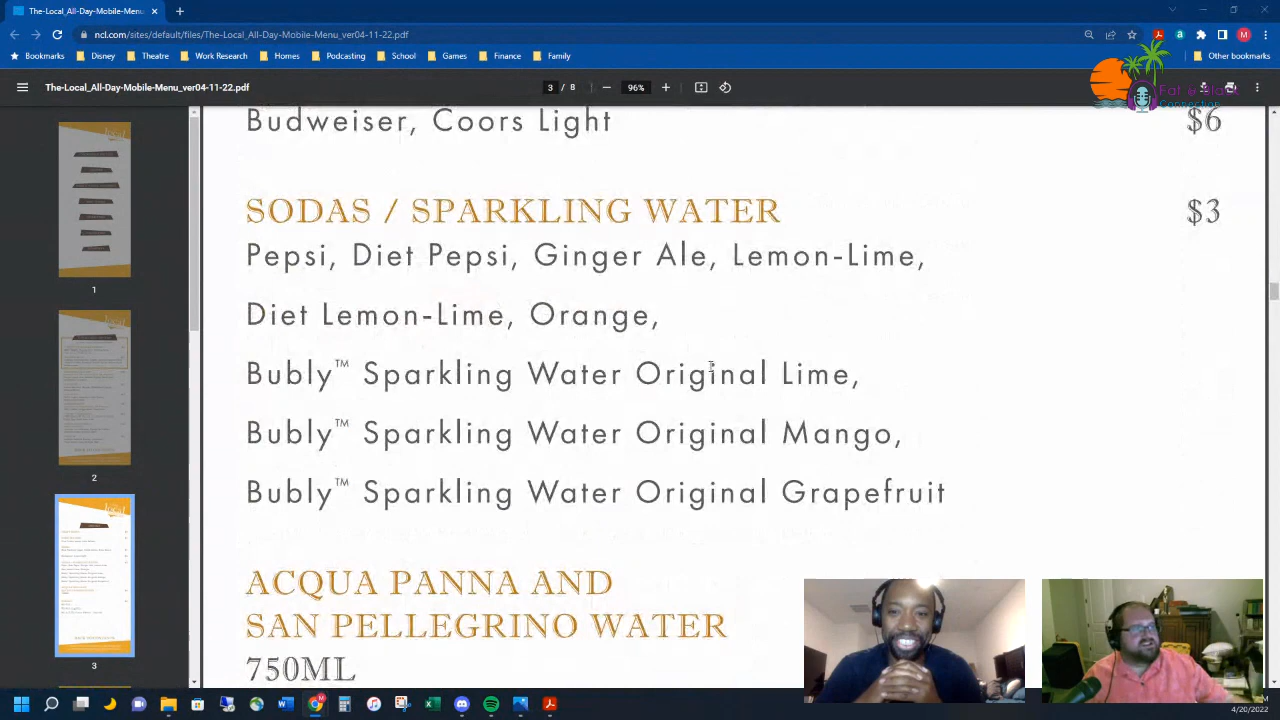 The-Local_All-Day-Mobile-Menu_
ncl.com/sites/default/files/The-Local_All-Day-Mobile-Menu_ver04-11-22.pdf
M
Bookmarks Disney Theatre Work Research Homes Podcasting School Games Finance Family Other bookmarks
The-Local_All-Day-Mobile-Menu_ver04-11-22.pdf 3 / 8 96%
Fat & Black
Connection
Budweiser, Coors Light $6
SODAS / SPARKLING WATER $3
Pepsi, Diet Pepsi, Ginger Ale, Lemon-Lime,
Diet Lemon-Lime, Orange,
Bubly™ Sparkling Water Original Lime,
Bubly™ Sparkling Water Original Mango,
Bubly™ Sparkling Water Original Grapefruit
ACQUA PANNA AND
SAN PELLEGRINO WATER
750ML
1
2
3
4/20/2022